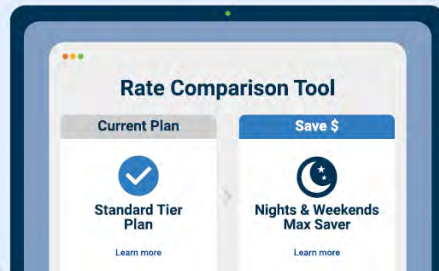 Rate Comparison Tool
Current Plan
Save $
Standard Tier
Plan
Nights & Weekends
Max Saver
Learn more
Learn more